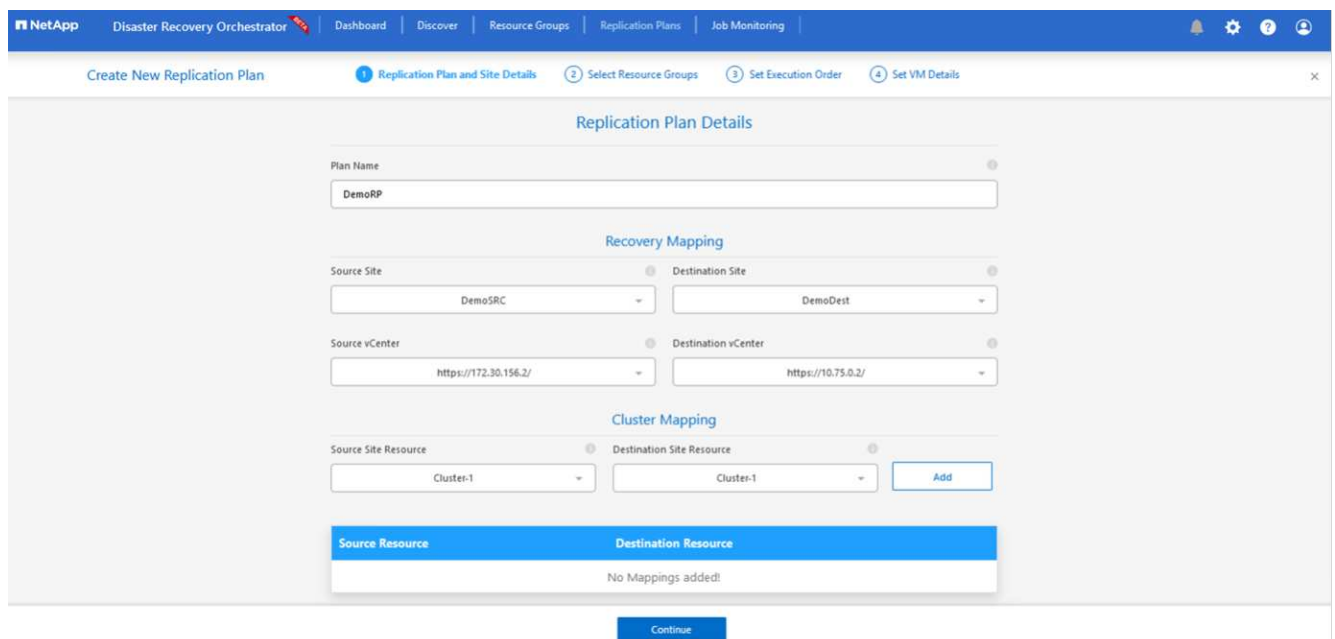 NetApp Disaster Recovery Orchestrator BETA Dashboard Discover Resource Groups Replication Plans Job Monitoring
Create New Replication Plan 1 Replication Plan and Site Details 2 Select Resource Groups 3 Set Execution Order 4 Set VM Details ×
Replication Plan Details
Plan Name
DemoRP
Recovery Mapping
Source Site Destination Site
DemoSRC DemoDest
Source vCenter Destination vCenter
https://172.30.156.2/ https://10.75.0.2/
Cluster Mapping
Source Site Resource Destination Site Resource
Cluster-1 Cluster-1 Add
Source Resource Destination Resource
No Mappings added!
Continue